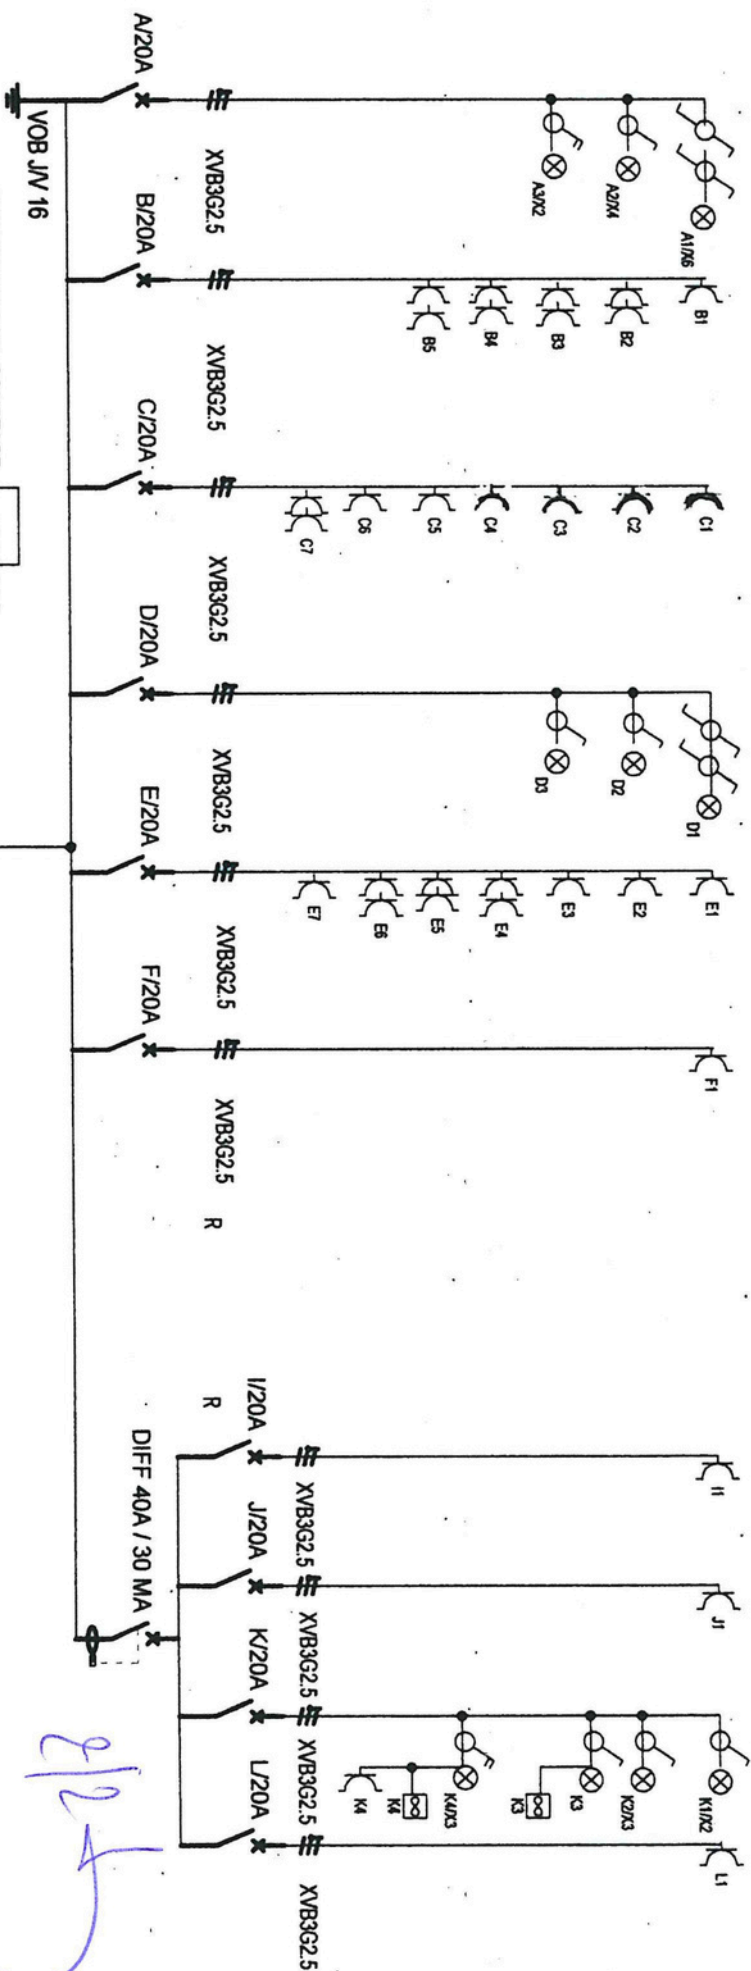 A1/X6
A2/X4
A3/X2
B1
B2
B3
B4
B5
C1
C2
C3
C4
C5
C6
C7
D1
D2
D3
E1
E2
E3
E4
E5
E6
E7
F1
I1
J1
K1/X2
K2/X3
K3
K3
K4/X3
K4
K4
L1
XVB3G2.5
XVB3G2.5
XVB3G2.5
XVB3G2.5
XVB3G2.5
XVB3G2.5
R
XVB3G2.5
XVB3G2.5
XVB3G2.5
XVB3G2.5
A/20A
B/20A
C/20A
D/20A
E/20A
F/20A
R
I/20A
J/20A
K/20A
L/20A
DIFF 40A / 30 MA
VOB J/V 16
2/2